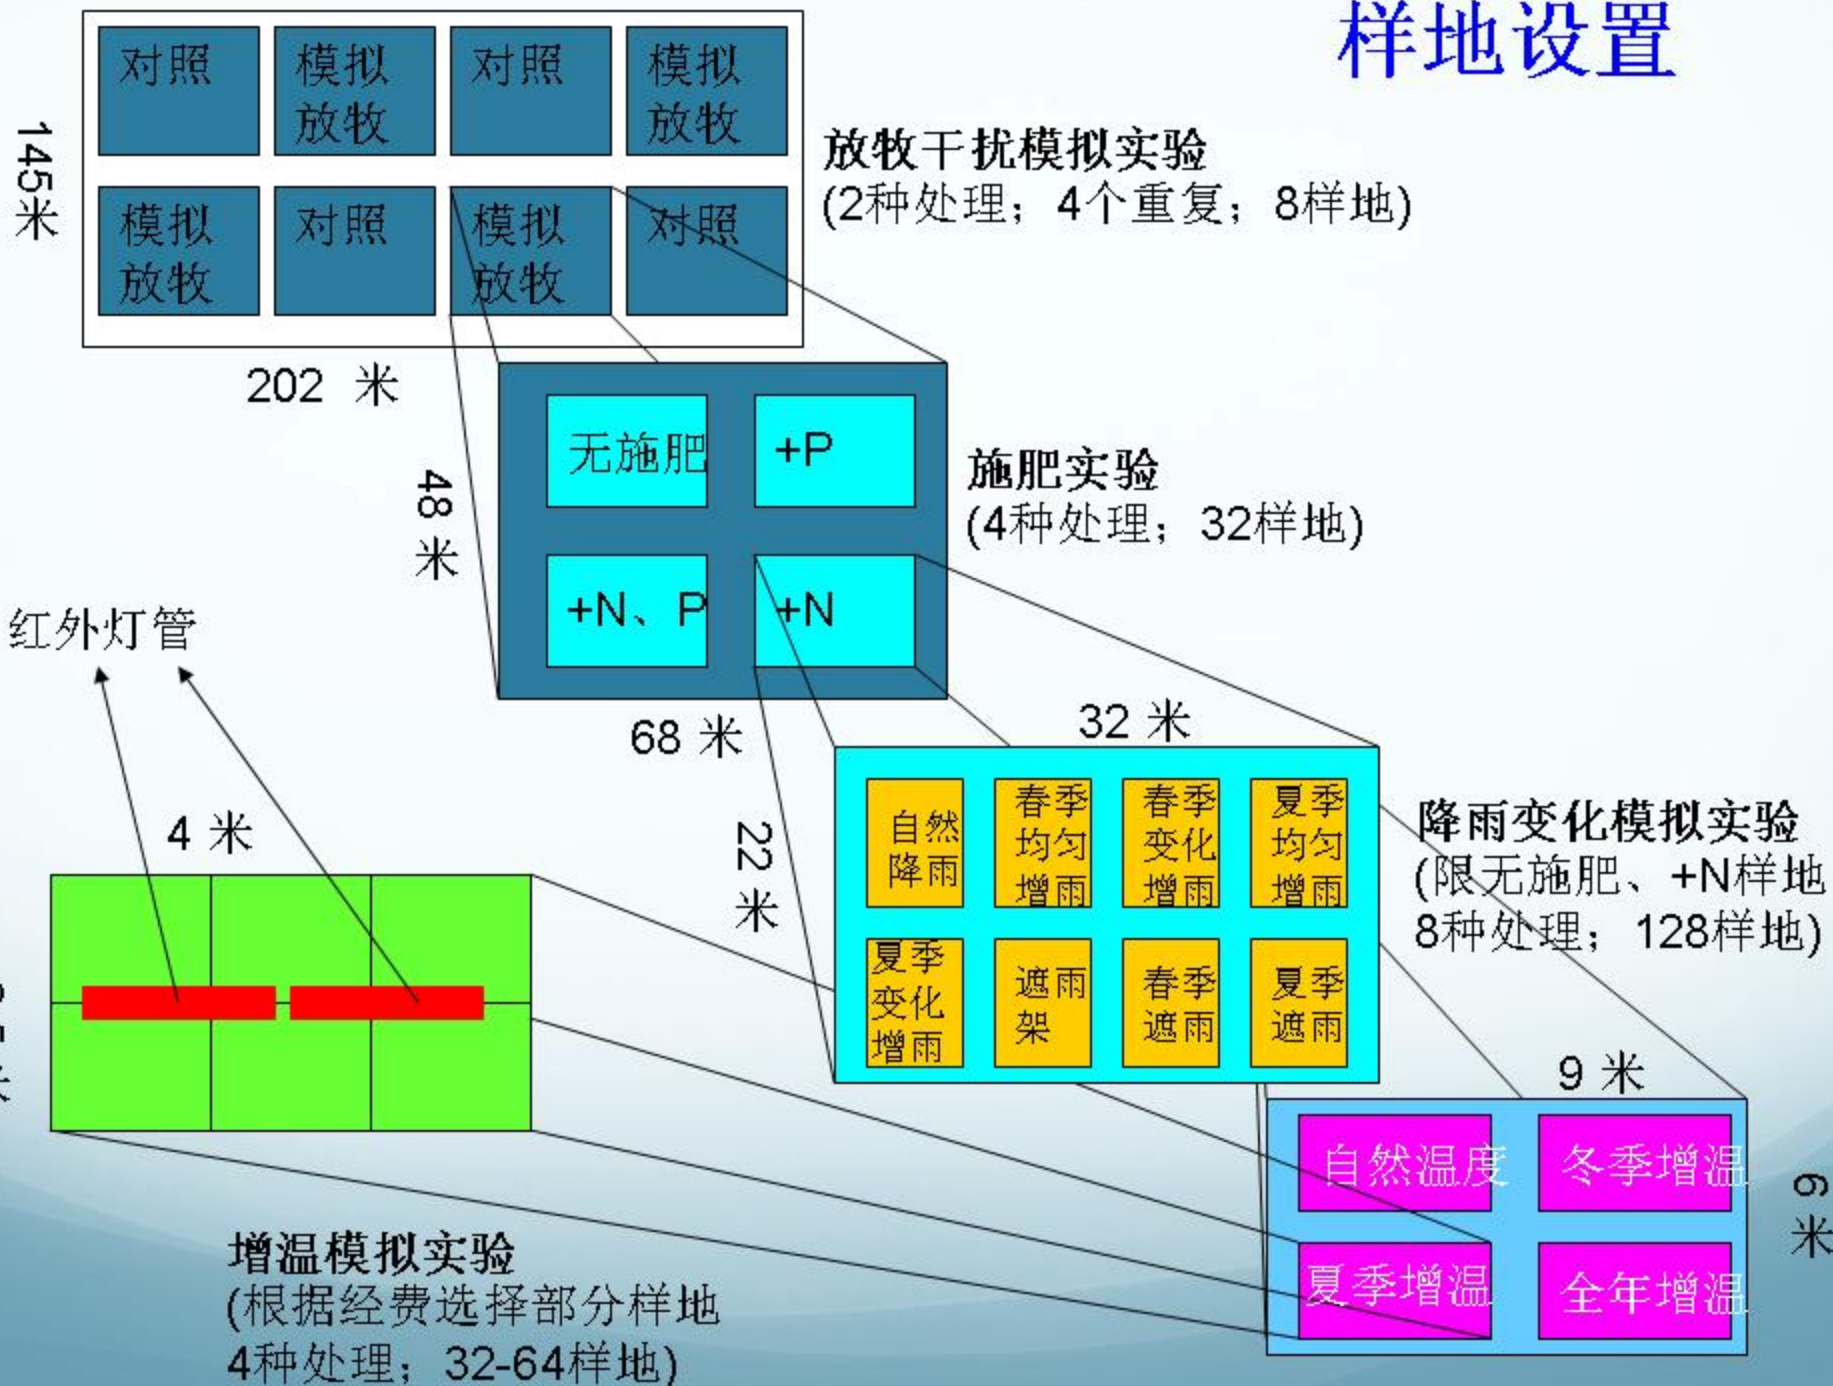 样地设置
对照
模拟
放牧
对照
模拟
放牧
模拟
放牧
对照
模拟
放牧
对照
145米
202 米
放牧干扰模拟实验
(2种处理；4个重复；8样地)
无施肥
+P
+N、P
+N
48 米
68 米
施肥实验
(4种处理；32样地)
红外灯管
4 米
32 米
22 米
自然
降雨
春季
均匀
增雨
春季
变化
增雨
夏季
均匀
增雨
夏季
变化
增雨
遮雨
架
春季
遮雨
夏季
遮雨
降雨变化模拟实验
(限无施肥、+N样地
8种处理；128样地)
9 米
6 米
自然温度
冬季增温
夏季增温
全年增温
增温模拟实验
(根据经费选择部分样地
4种处理；32-64样地)